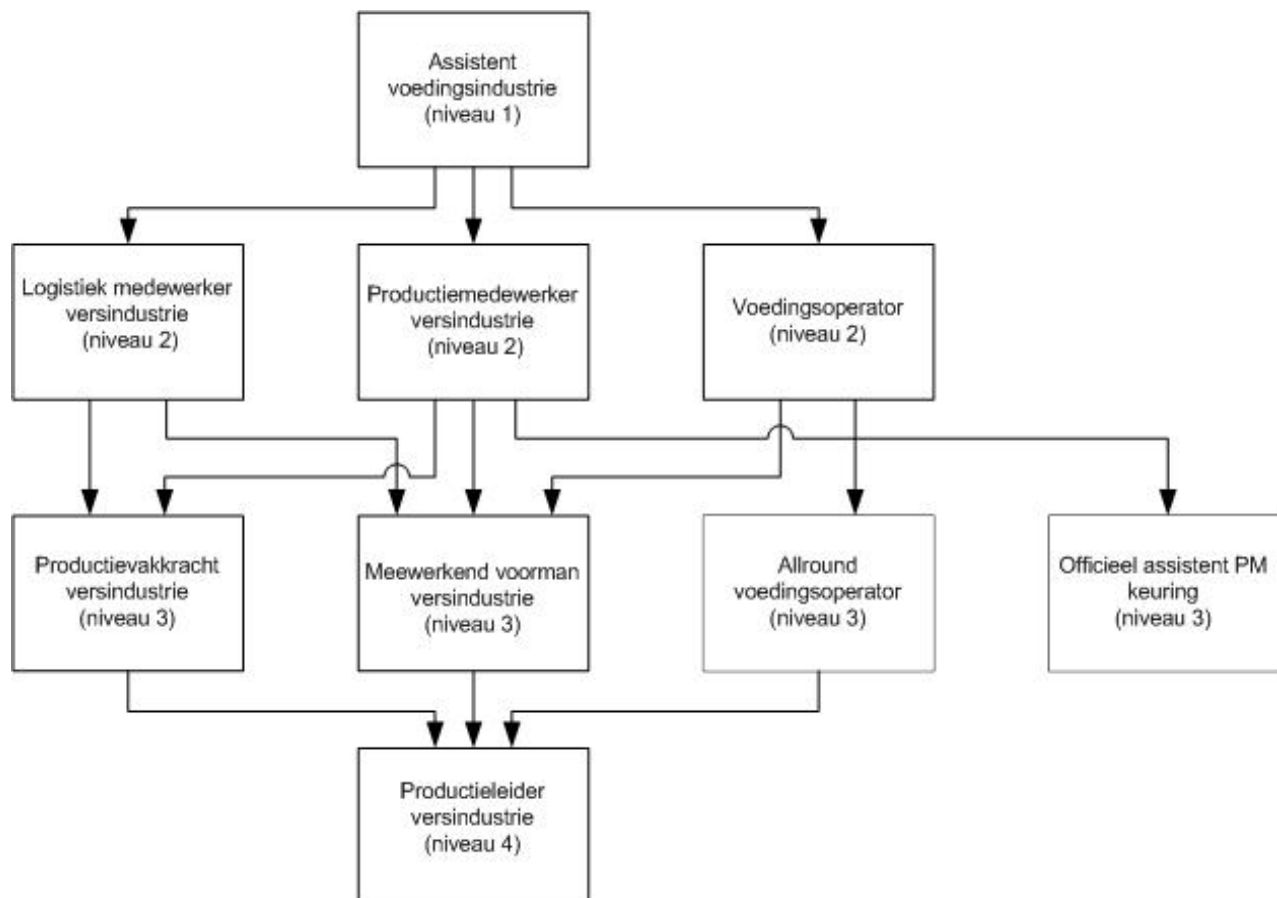 Assistent
voedingsindustrie
(niveau 1)
Logistiek medewerker
versindustrie
(niveau 2)
Productiemedewerker
versindustrie
(niveau 2)
Voedingsoperator
(niveau 2)
Productievakkracht
versindustrie
(niveau 3)
Meewerkend voorman
versindustrie
(niveau 3)
Allround
voedingsoperator
(niveau 3)
Officieel assistent PM
keuring
(niveau 3)
Productieleider
versindustrie
(niveau 4)